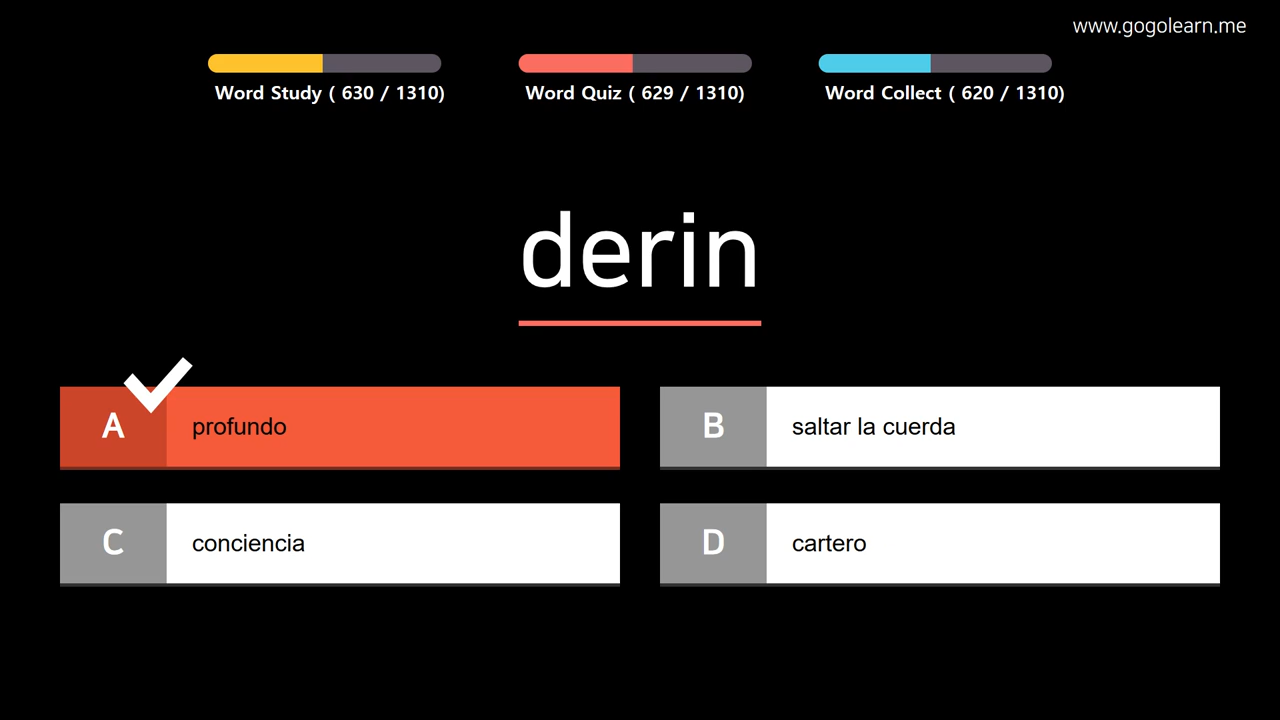 www.gogolearn.me
Word Study ( 630 / 1310)
Word Quiz ( 629 / 1310)
Word Collect ( 620 / 1310)
derin
A profundo
B saltar la cuerda
C conciencia
D cartero